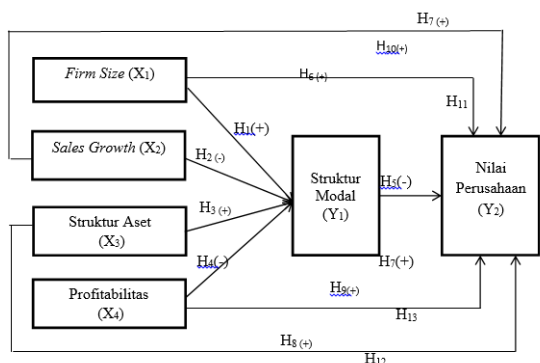 H7 (+)
H10(+)
H6 (+)
Firm Size (X1)
H11
H1(+)
Sales Growth (X2)
H2 (-)
Struktur
Modal
(Y1)
Nilai
Perusahaan
(Y2)
H5(-)
Struktur Aset
(X3)
H3 (+)
H4(-)
H7(+)
Profitabilitas
(X4)
H9(+)
H13
H8 (+)
H12